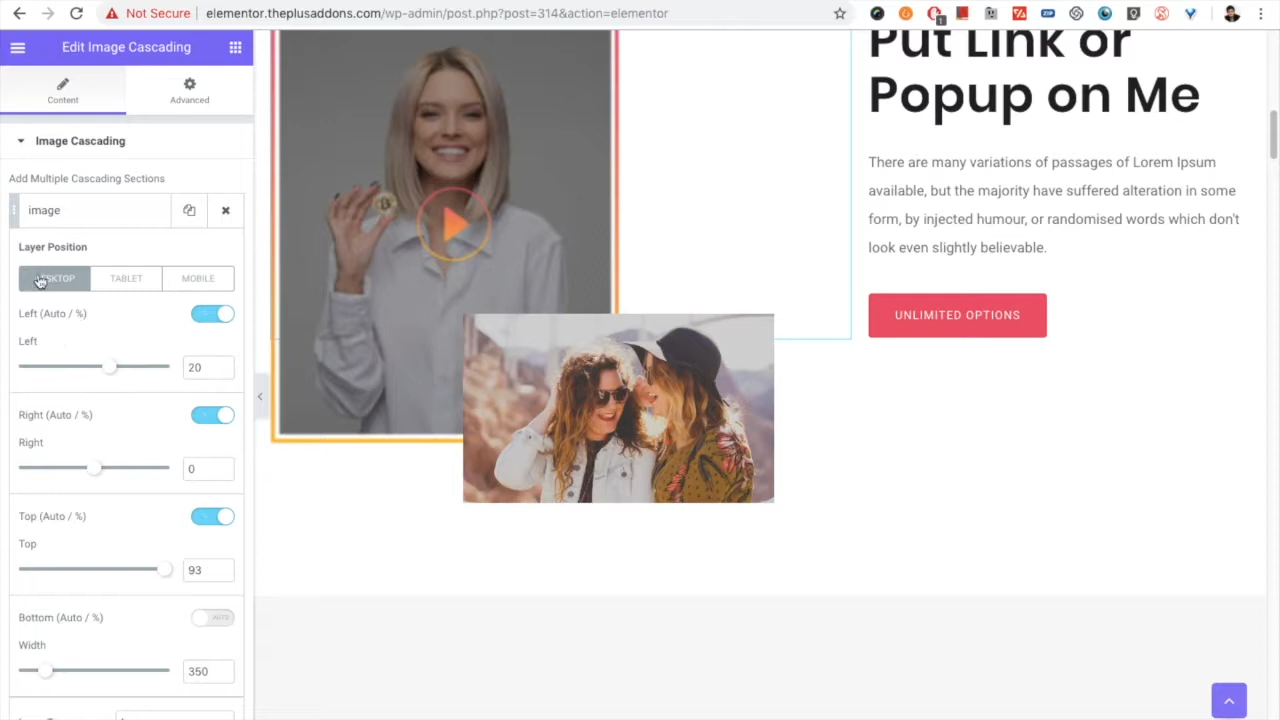 Not Secure elementor.theplusaddons.com/wp-admin/post.php?post=314&action=elementor
1
Edit Image Cascading
Content
Advanced
Image Cascading
Add Multiple Cascading Sections
image
Layer Position
TABLET
MOBILE
Left (Auto / %)
Left
20
Right (Auto / %)
Right
0
Top (Auto / %)
Top
93
Bottom (Auto / %)
AUTO
Width
350
Put Link or
Popup on Me
There are many variations of passages of Lorem Ipsum
available, but the majority have suffered alteration in some
form, by injected humour, or randomised words which don't
look even slightly believable.
UNLIMITED OPTIONS